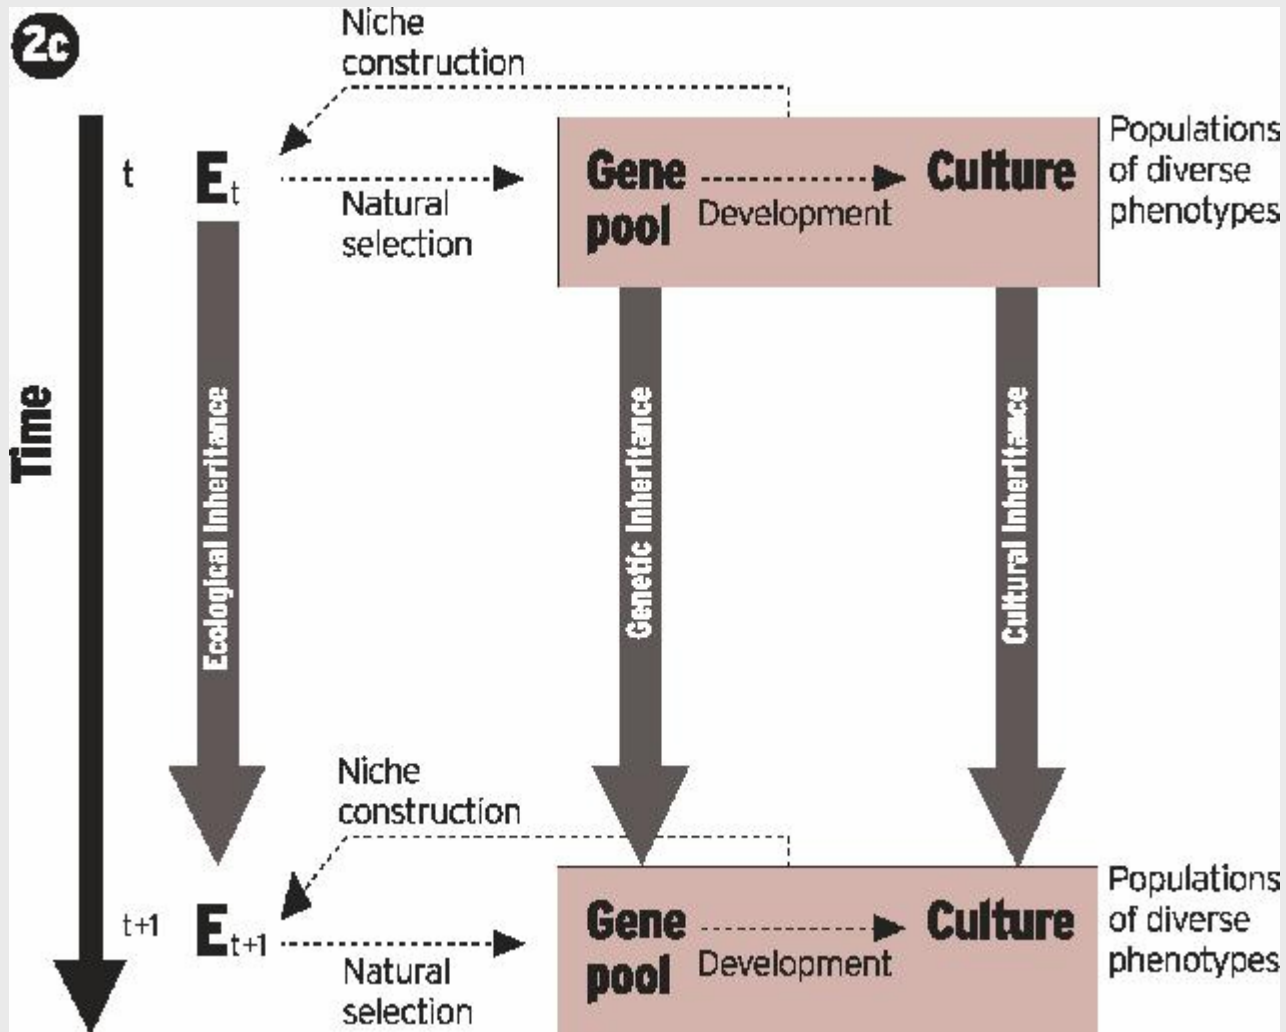 2c
Niche
construction
t
Et
Natural
selection
Gene
pool
Development
Culture
Populations
of diverse
phenotypes
Time
Ecological Inheritance
Genetic Inheritance
Cultural Inheritance
Niche
construction
t+1
Et+1
Natural
selection
Gene
pool
Development
Culture
Populations
of diverse
phenotypes